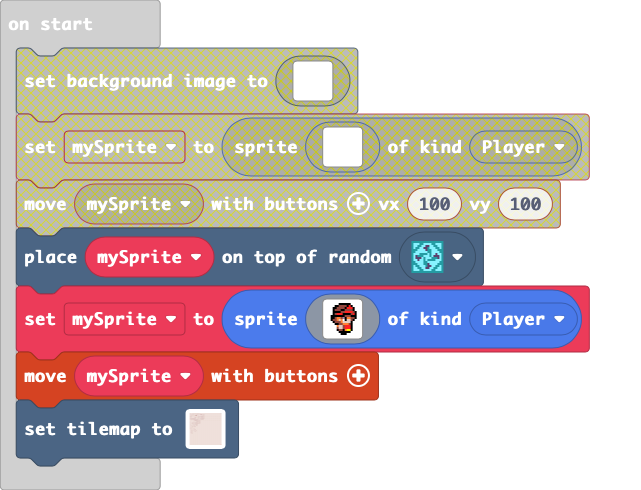 on start
set background image to
set mySprite to sprite of kind Player
move mySprite with buttons vx 100 vy 100
place mySprite on top of random
set mySprite to sprite of kind Player
move mySprite with buttons
set tilemap to